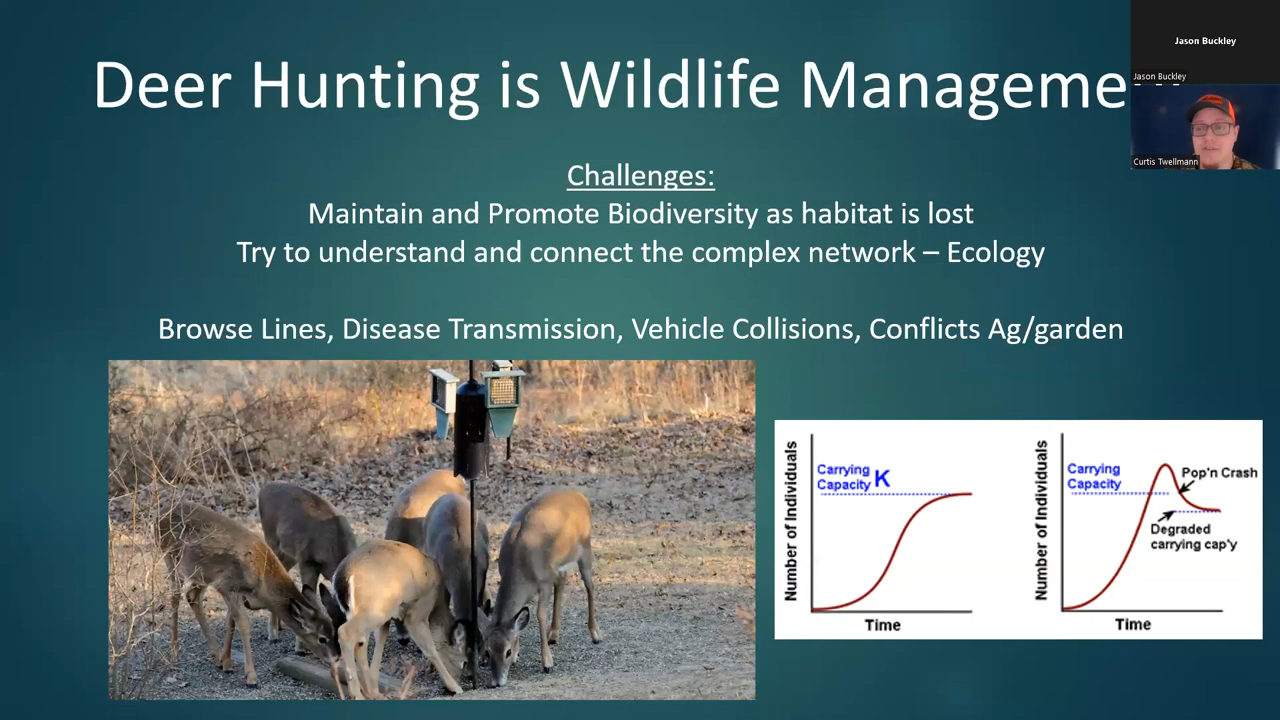 Deer Hunting is Wildlife Management
Jason Buckley
Jason Buckley
Curtis Twellmann
Challenges:
Maintain and Promote Biodiversity as habitat is lost
Try to understand and connect the complex network – Ecology
Browse Lines, Disease Transmission, Vehicle Collisions, Conflicts Ag/garden
Number of Individuals
Carrying
Capacity K
Time
Number of Individuals
Carrying
Capacity
Pop'n Crash
Degraded
carrying cap'y
Time